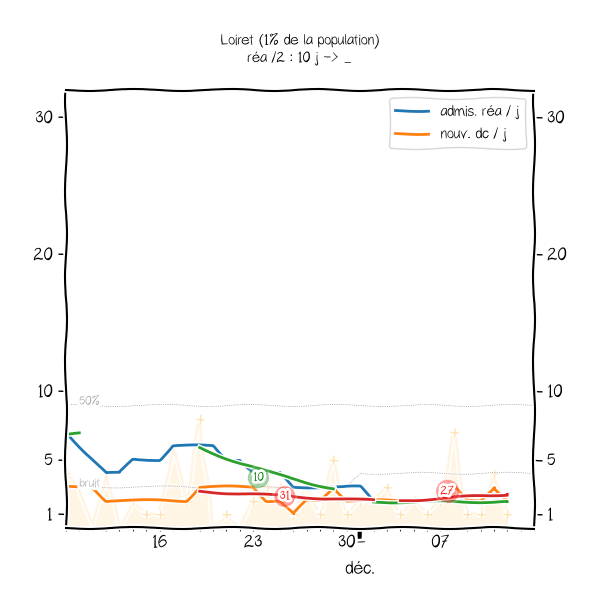 Loiret (1% de la population)
réa /2 : 10 j -> _
admis. réa / j
nouv. dc / j
30 30
20 20
10 10
50%
5 5
bruit
10
31
27
1 1
16 23 30 07
déc.